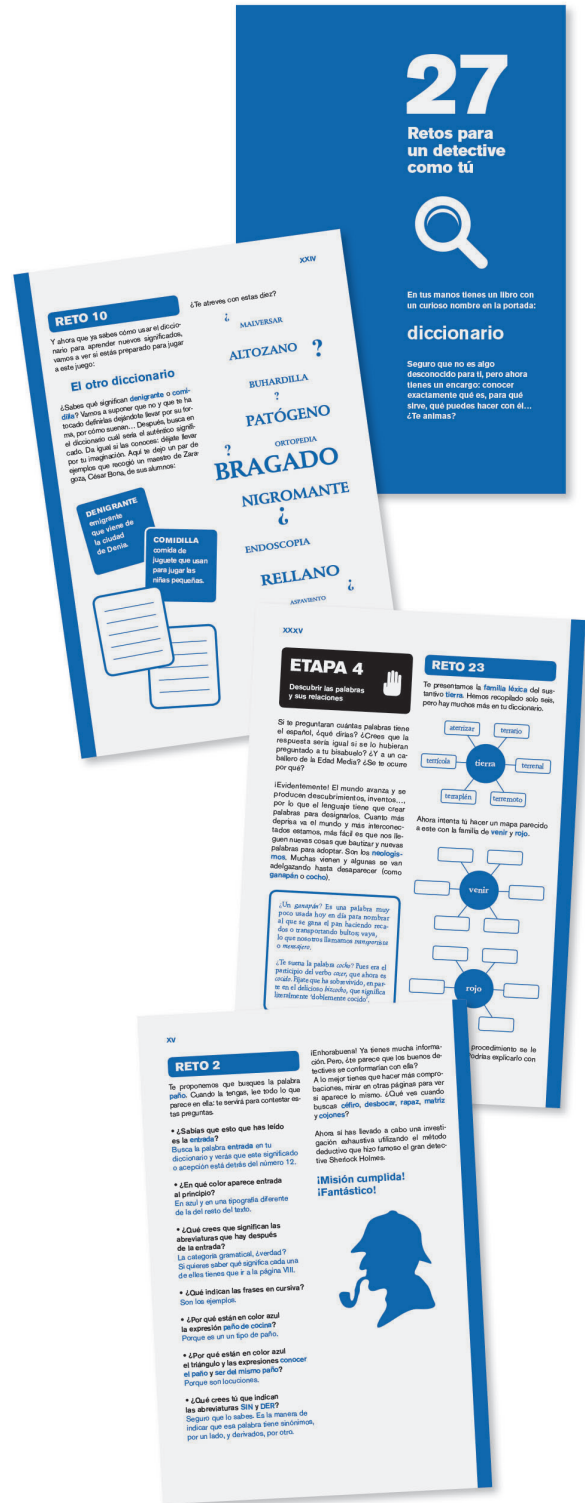 27
Retos para
un detective
como tú
En tus manos tienes un libro con
un curioso nombre en la portada:
diccionario
Seguro que no es algo
desconocido para ti, pero ahora
tienes un encargo: conocer
exactamente qué es, para qué
sirve, qué puedes hacer con él...
¿Te animas?
XXIV
RETO 10
Y ahora que ya sabes cómo usar el diccio-
nario para aprender nuevos significados,
vamos a ver si estás preparado para jugar
a este juego:
El otro diccionario
¿Sabes qué significan denigrante o comi-
dilla? Vamos a suponer que no y que te ha
tocado definirlas dejándote llevar por su for-
ma, por cómo suenan... Después, busca en
el diccionario cuál sería el auténtico signifi-
cado. Da igual si las conoces: déjate llevar
por tu imaginación. Aquí te dejo un par de
ejemplos que recogió un maestro de Zara-
goza, César Bona, de sus alumnos:
DENIGRANTE
emigrante
que viene de
la ciudad
de Denia.
COMIDILLA
comida de
juguete que usan
para jugar las
niñas pequeñas.
¿Te atreves con estas diez?
¿
MALVERSAR
ALTOZANO ?
BUHARDILLA
?
PATÓGENO
? ORTOPEDIA
BRAGADO
NIGROMANTE
¿
ENDOSCOPIA
RELLANO
¿
ASPAVIENTO
XXXV
ETAPA 4
Descubrir las palabras
y sus relaciones
Si te preguntaran cuántas palabras tiene
el español, ¿qué dirías? ¿Crees que la
respuesta sería igual si se lo hubieran
preguntado a tu bisabuelo? ¿Y a un ca-
ballero de la Edad Media? ¿Se te ocurre
por qué?
¡Evidentemente! El mundo avanza y se
producen descubrimientos, inventos...,
por lo que el lenguaje tiene que crear
palabras para designarlos. Cuanto más
deprisa va el mundo y más interconec-
tados estamos, más fácil es que nos lle-
guen nuevas cosas que bautizar y nuevas
palabras para adoptar. Son los neologis-
mos. Muchas vienen y algunas se van
adelgazando hasta desaparecer (como
ganapán o cocho).
¿Un ganapán? Es una palabra muy
poco usada hoy en día para nombrar
al que se gana el pan haciendo reca-
dos o transportando bultos; vaya,
lo que nosotros llamamos transportista
o mensajero.
¿Te suena la palabra cocho? Pues era el
participio del verbo cocer, que ahora es
cocido. Fíjate que ha sobrevivido, en par-
te en el delicioso bizcocho, que significa
literalmente 'doblemente cocido'.
RETO 23
Te presentamos la familia léxica del sus-
tantivo tierra. Hemos recopilado solo seis,
pero hay muchos más en tu diccionario.
aterrizar
terrario
terrícola
tierra
terrenal
terraplén
terremoto
Ahora intenta tú hacer un mapa parecido
a este con la familia de venir y rojo.
venir
rojo
procedimiento se le
Podrías explicarlo con
XV
RETO 2
Te proponemos que busques la palabra
paño. Cuando la tengas, lee todo lo que
aparece en ella: te servirá para contestar es-
tas preguntas.
• ¿Sabías que esto que has leído
es la entrada?
Busca la palabra entrada en tu
diccionario y verás que este significado
o acepción está detrás del número 12.
• ¿En qué color aparece entrada
al principio?
En azul y en una tipografía diferente
de la del resto del texto.
• ¿Qué crees que significan las
abreviaturas que hay después
de la entrada?
La categoría gramatical, ¿verdad?
Si quieres saber qué significa cada una
de ellas tienes que ir a la página VIII.
• ¿Qué indican las frases en cursiva?
Son los ejemplos.
• ¿Por qué están en color azul
la expresión paño de cocina?
Porque es un un tipo de paño.
• ¿Por qué están en color azul
el triángulo y las expresiones conocer
el paño y ser del mismo paño?
Porque son locuciones.
• ¿Qué crees tú que indican
las abreviaturas SIN y DER?
Seguro que lo sabes. Es la manera de
indicar que esa palabra tiene sinónimos,
por un lado, y derivados, por otro.
¡Enhorabuena! Ya tienes mucha informa-
ción. Pero, ¿te parece que los buenos de-
tectives se conformarían con ella?
A lo mejor tienes que hacer más compro-
baciones, mirar en otras páginas para ver
si aparece lo mismo. ¿Qué ves cuando
buscas céfiro, desbocar, rapaz, matriz
y cojones?
Ahora sí has llevado a cabo una investi-
gación exhaustiva utilizando el método
deductivo que hizo famoso el gran detec-
tive Sherlock Holmes.
¡Misión cumplida!
¡Fantástico!